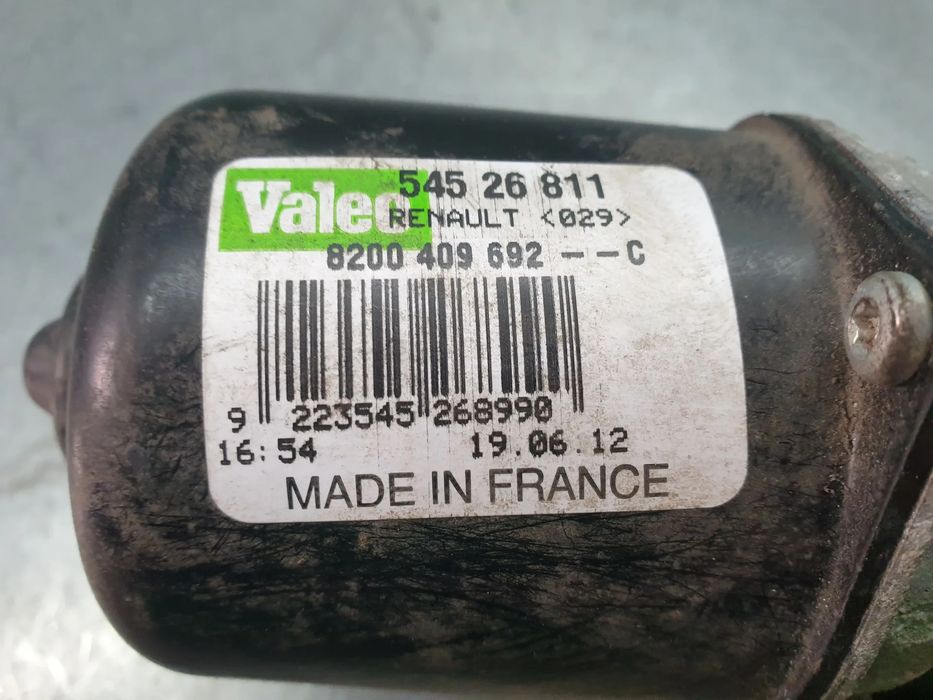 Valeo 545 26 811
RENAULT <029>
8200 409 692 --C
9 223545 268990
16:54 19.06.12
MADE IN FRANCE